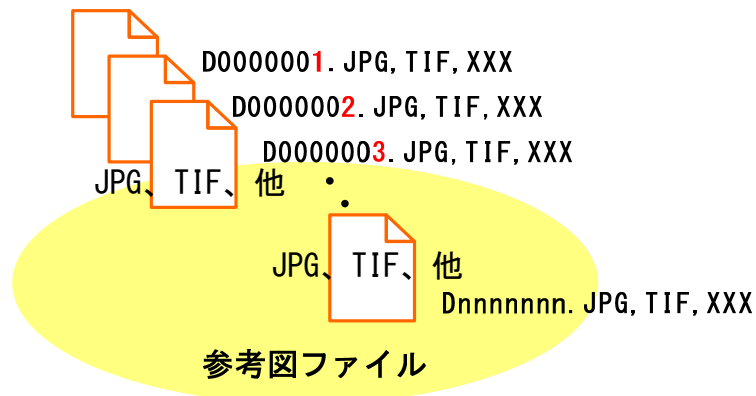 D0000001.JPG,TIF,XXX
D0000002.JPG,TIF,XXX
D0000003.JPG,TIF,XXX
JPG、TIF、他
・
・
JPG、TIF、他
Dnnnnnnn.JPG,TIF,XXX
参考図ファイル